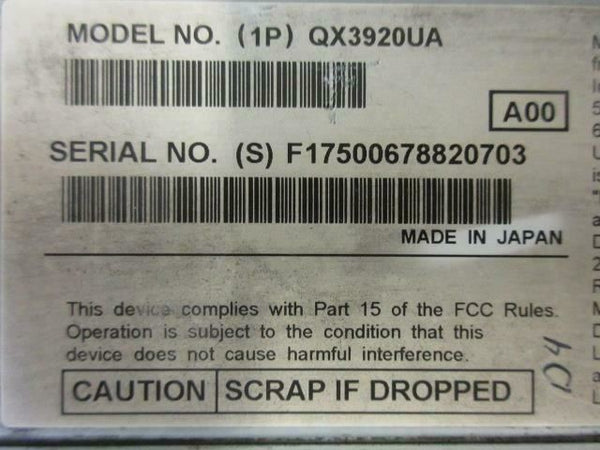 MODEL NO. (1P) QX3920UA
A00
SERIAL NO. (S) F17500678820703
MADE IN JAPAN
This device complies with Part 15 of the FCC Rules.
Operation is subject to the condition that this
device does not cause harmful interference.
CAUTION SCRAP IF DROPPED